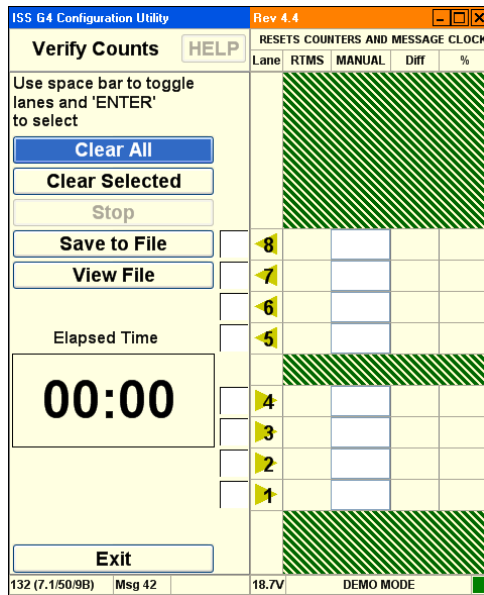 ISS G4 Configuration Utility
Rev 4.4
Verify Counts
HELP
RESETS COUNTERS AND MESSAGE CLOCK
Lane RTMS MANUAL Diff %
Use space bar to toggle
lanes and 'ENTER'
to select
Clear All
Clear Selected
Stop
Save to File
8
View File
7
6
Elapsed Time
5
00:00
4
3
2
1
Exit
132 (7.1/50/9B)
Msg 42
18.7V
DEMO MODE